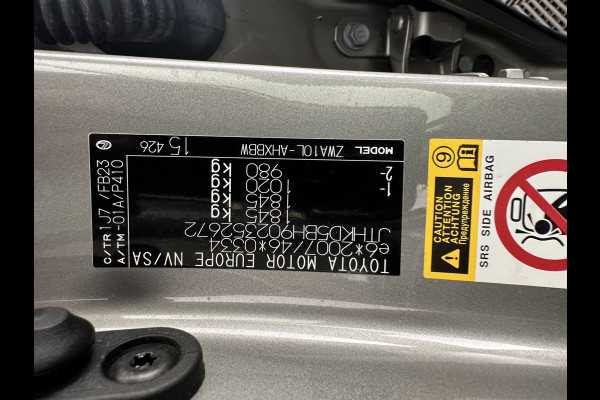 TOYOTA MOTOR EUROPE NV/SA
e6*2007/46*0334
JTHKD5BH902352672
1845 kg
1845 kg
1- 1020 kg
2- 980 kg
MODEL ZWA10L-AHXBBW
15 426
C/TR 1J7 /FB23
A/TM -01A/P410
9
CAUTION
ATTENTION
ACHTUNG
Предупреждение
SRS SIDE AIRBAG